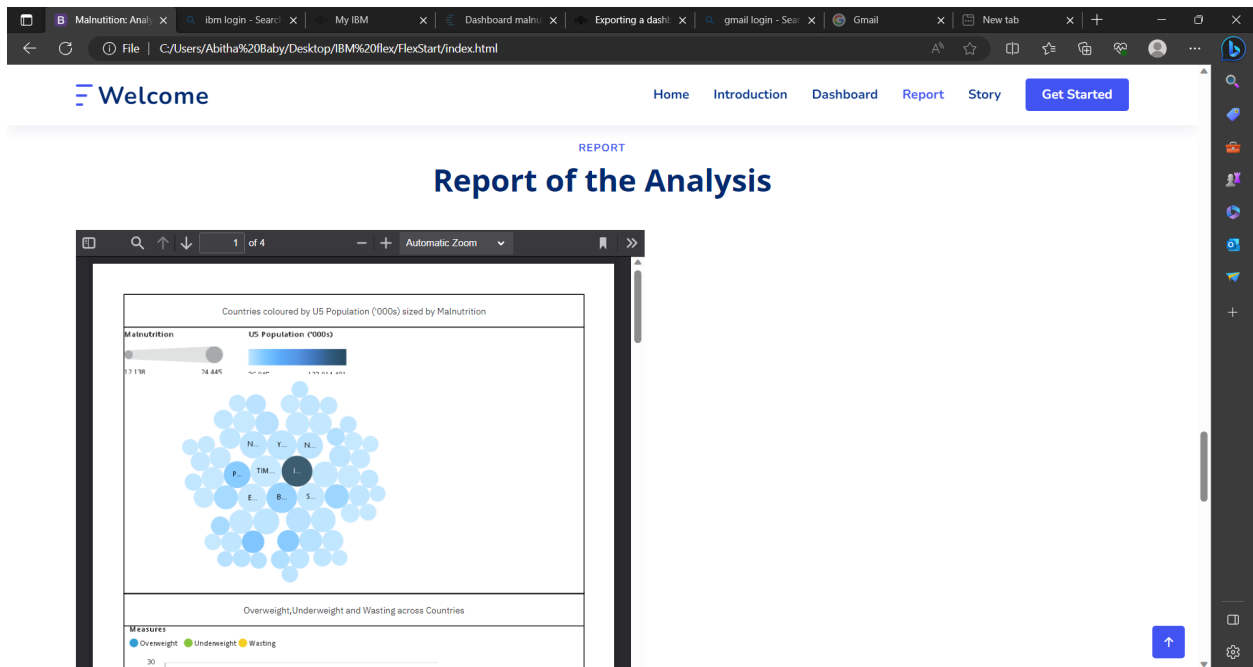 Malnutrition: Analy
ibm login - Search
My IBM
Dashboard malnu
Exporting a dashb
gmail login - Sear
Gmail
New tab
File
C:/Users/Abitha%20Baby/Desktop/IBM%20flex/FlexStart/index.html
Welcome
Home
Introduction
Dashboard
Report
Story
Get Started
REPORT
Report of the Analysis
1 of 4
Automatic Zoom
Countries coloured by U5 Population ('000s) sized by Malnutrition
Malnutrition
U5 Population ('000s)
12.138
74.445
N...
Y...
N...
P...
TIM...
I...
E...
B...
S...
Overweight,Underweight and Wasting across Countries
Measures
Overweight
Underweight
Wasting
30